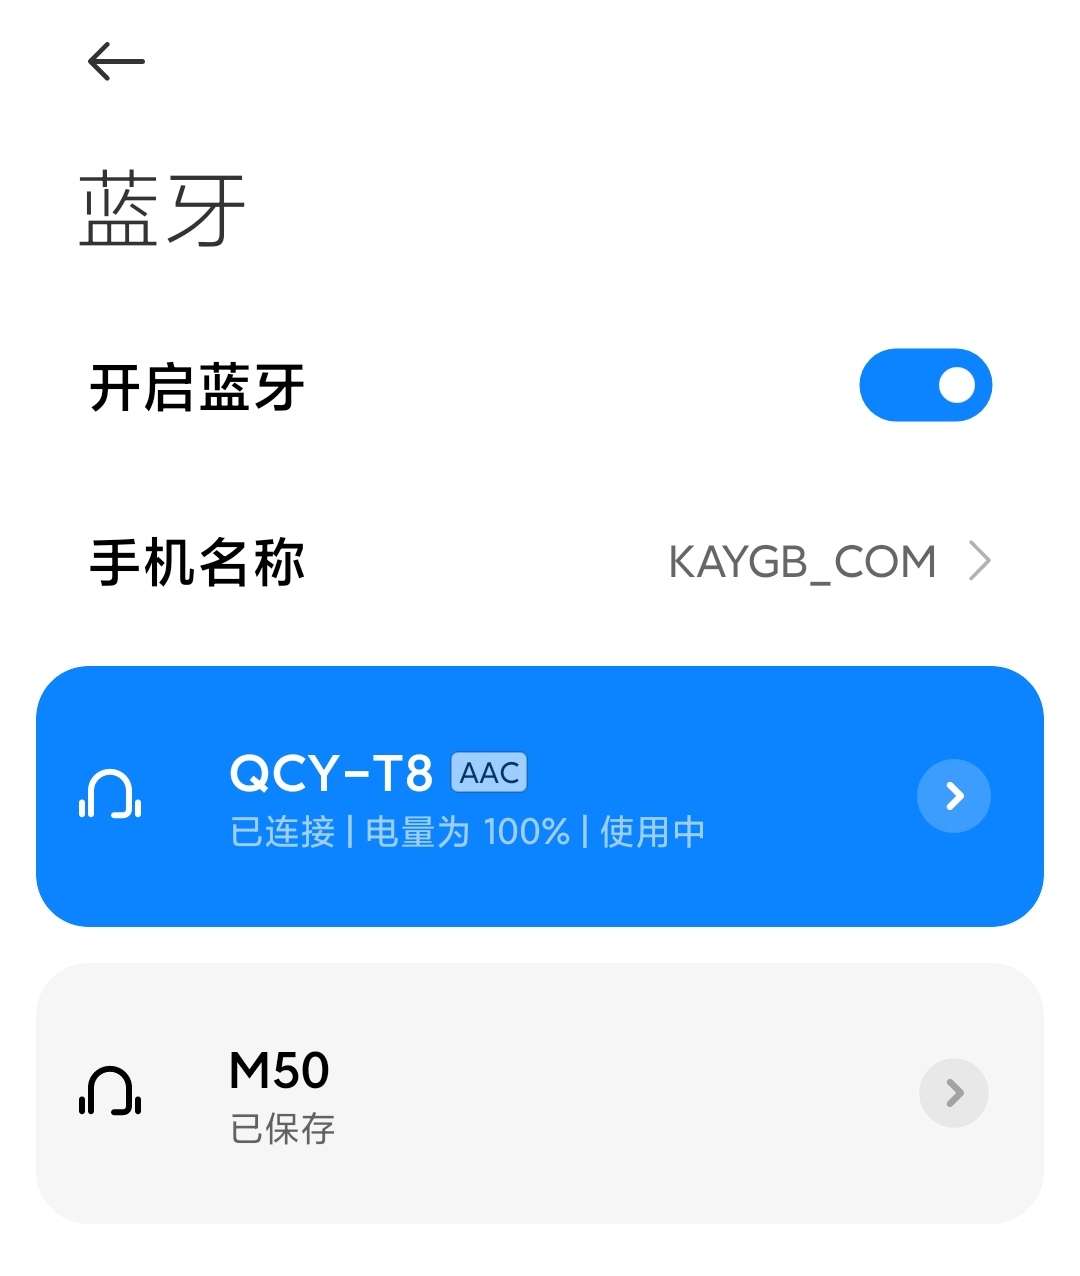 蓝牙
开启蓝牙
手机名称 KAYGB_COM
QCY-T8 AAC
已连接 | 电量为 100% | 使用中
M50
已保存